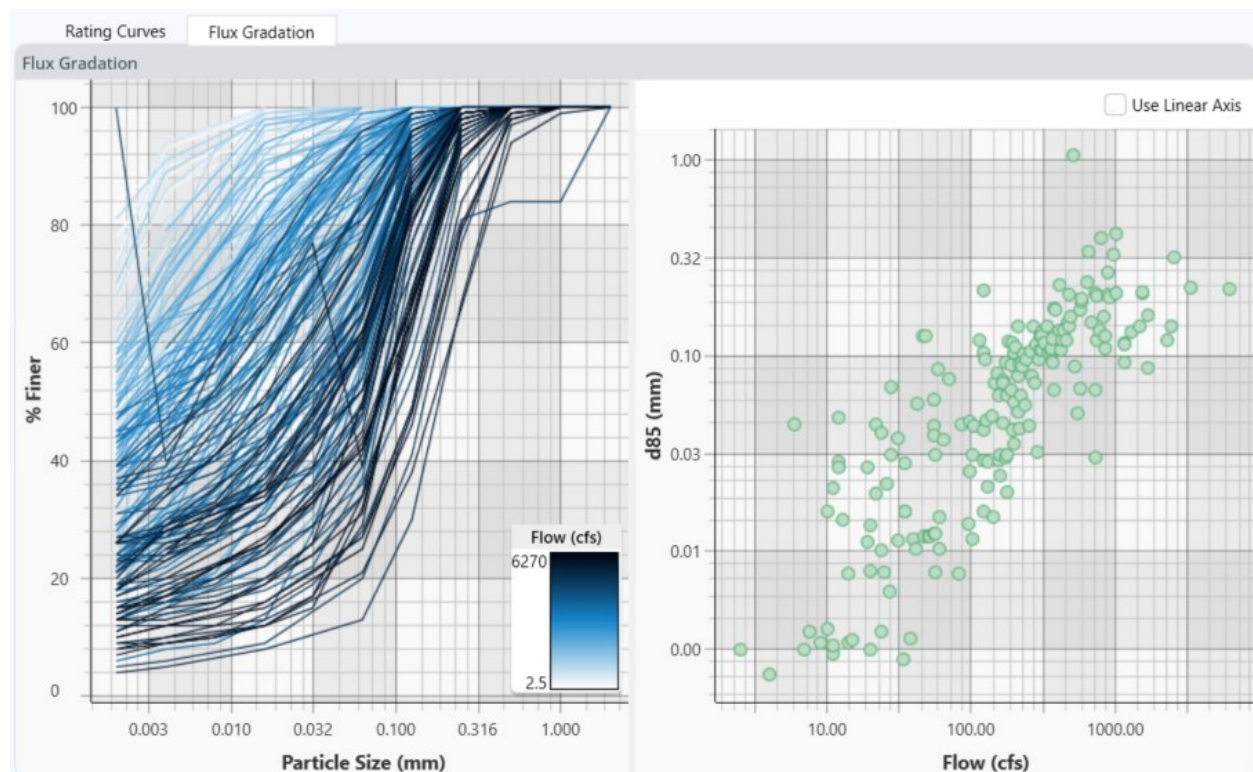 Rating Curves
Flux Gradation
Flux Gradation
100
80
60
40
20
0
% Finer
0.003
0.010
0.032
0.100
0.316
1.000
Particle Size (mm)
Flow (cfs)
6270
2.5
Use Linear Axis
1.00
0.32
0.10
0.03
0.01
0.00
d85 (mm)
10.00
100.00
1000.00
Flow (cfs)